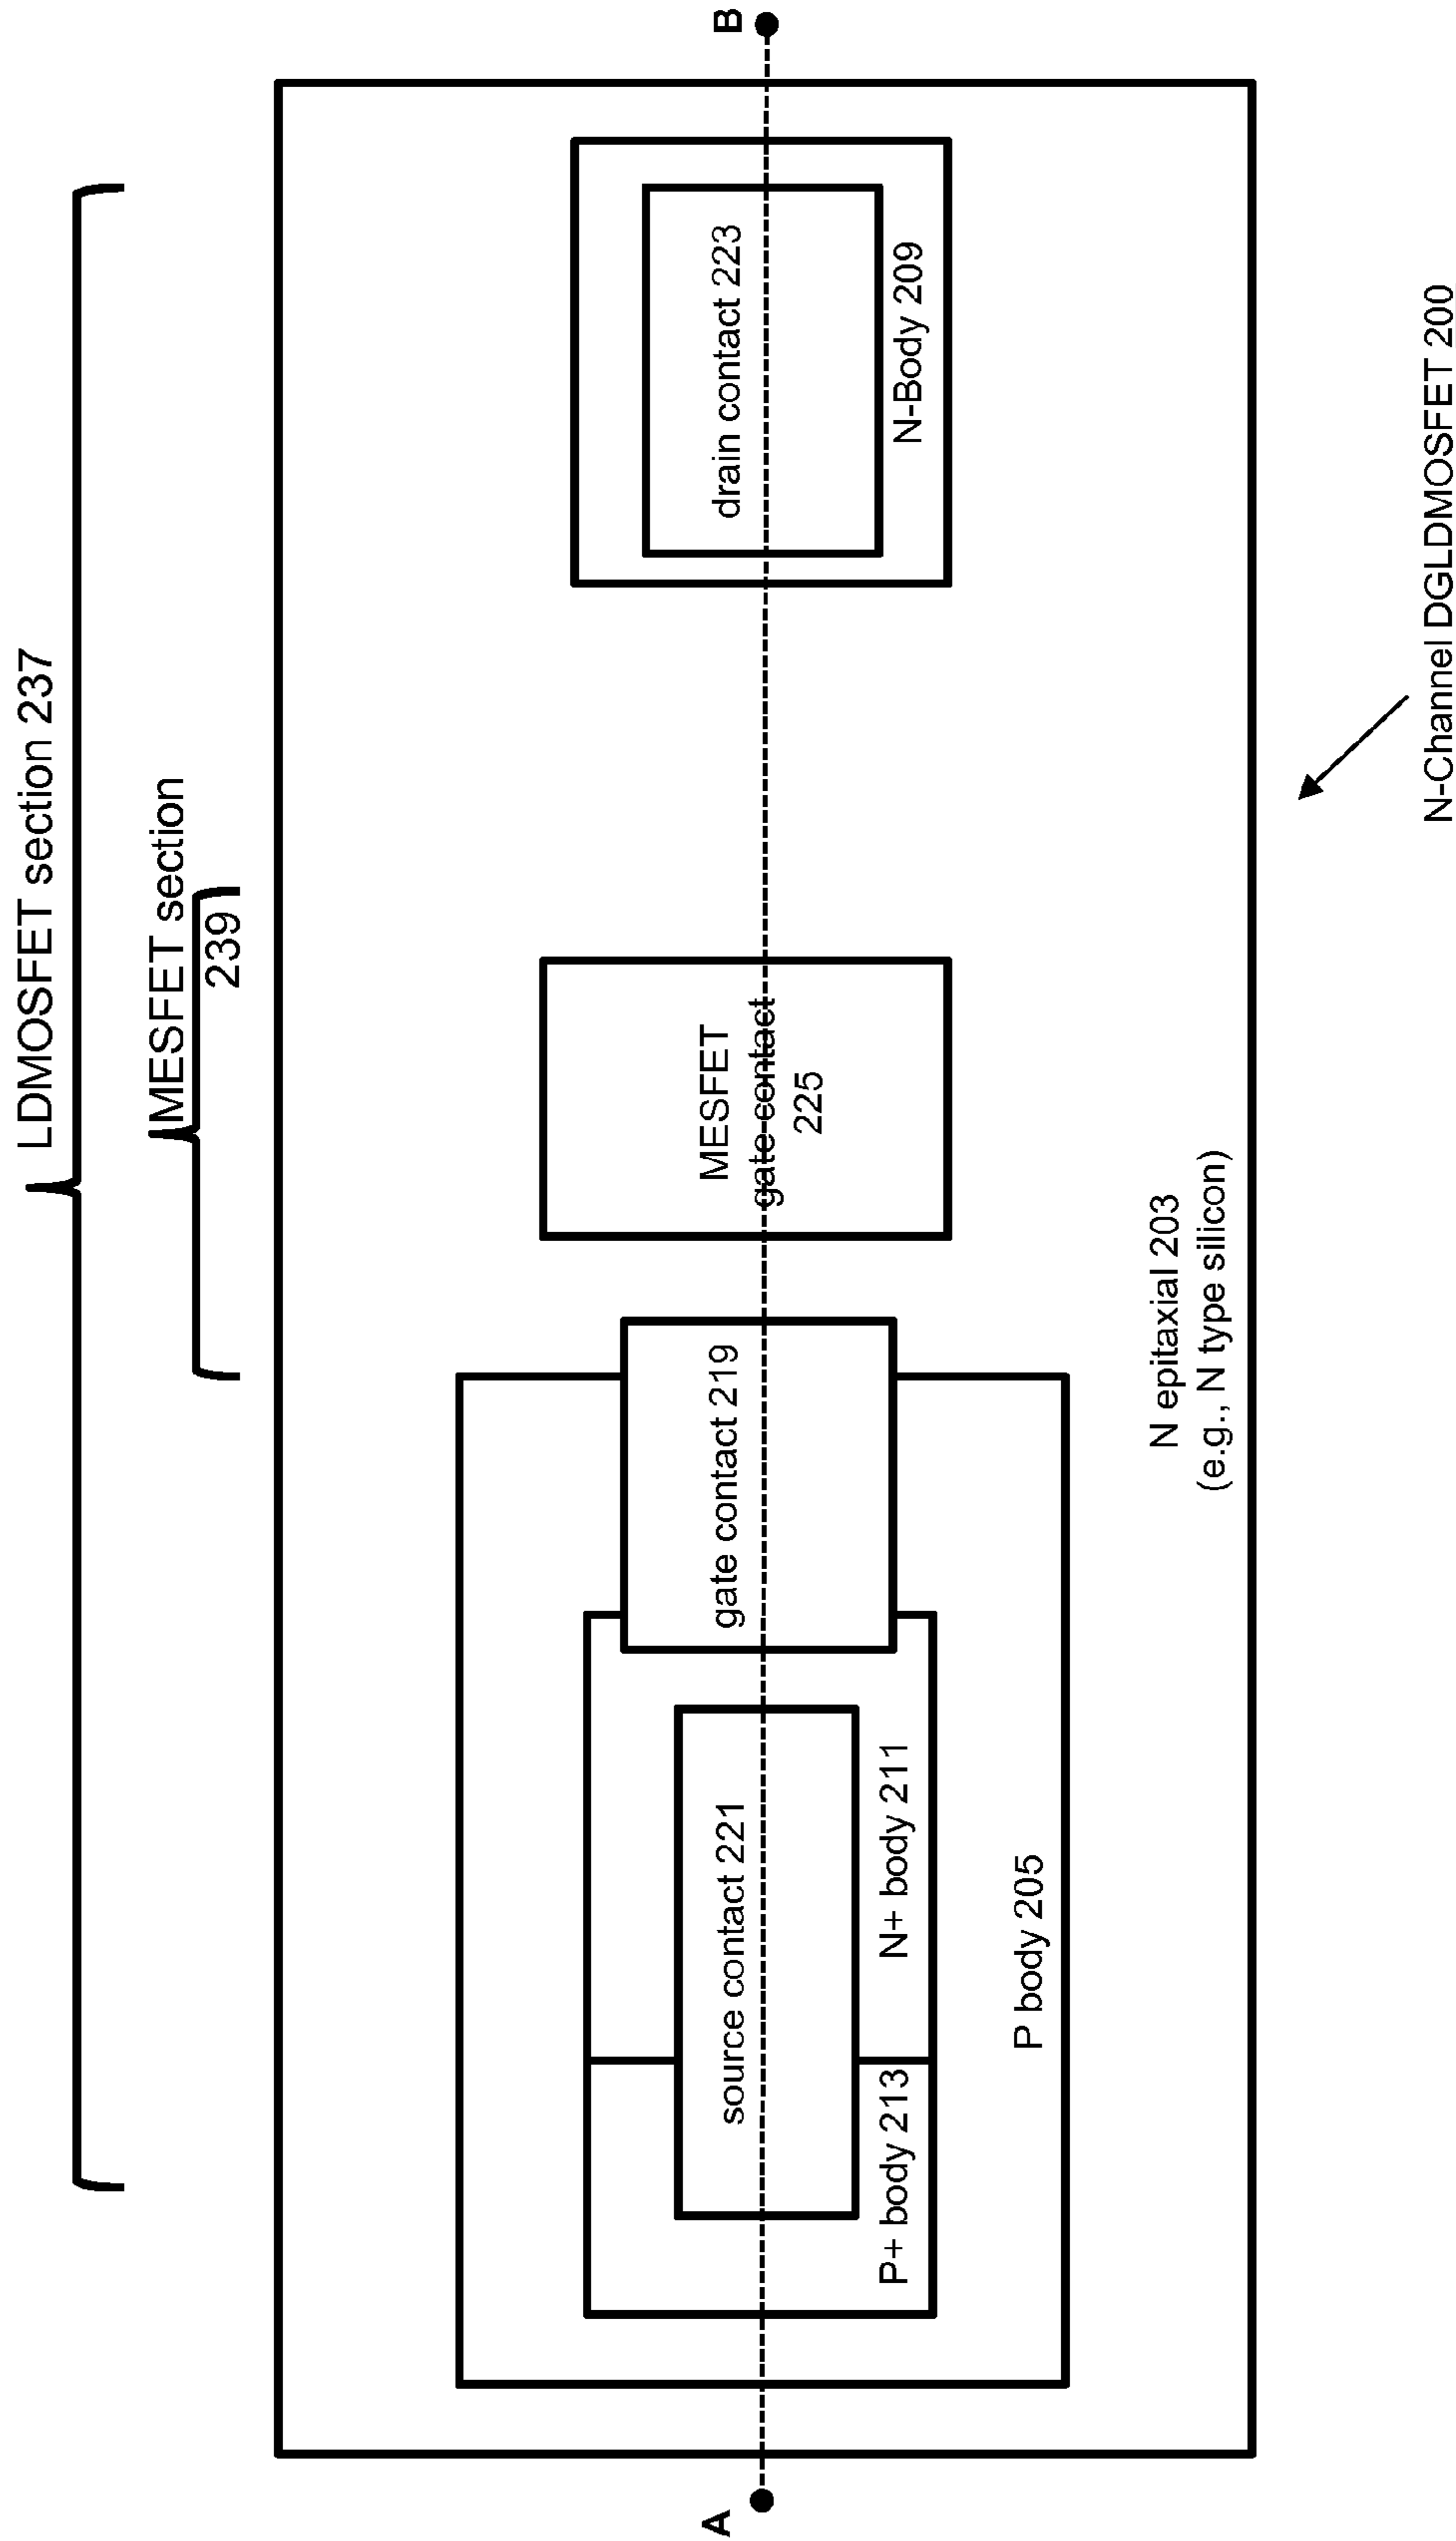 LDMOSFET section 237
MESFET section
239
A
B
source contact 221
gate contact 219
MESFET
gate contact
225
drain contact 223
P+ body 213
N+ body 211
N-Body 209
P body 205
N epitaxial 203
(e.g., N type silicon)
N-Channel DGLDMOSFET 200